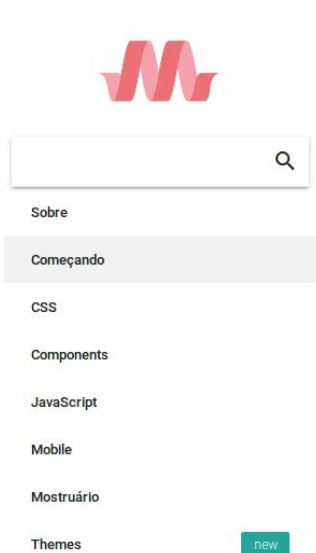 Sobre
Começando
CSS
Components
JavaScript
Mobile
Mostruário
Themes new